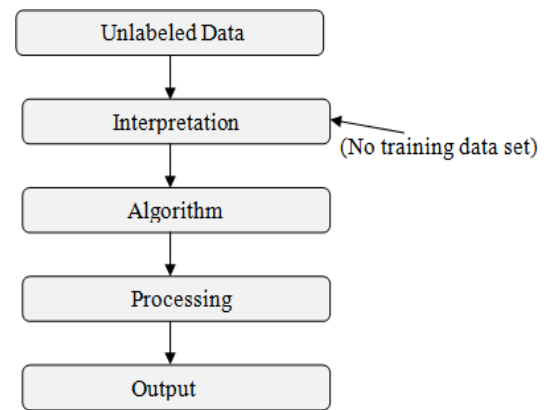 Unlabeled Data
Interpretation
(No training data set)
Algorithm
Processing
Output